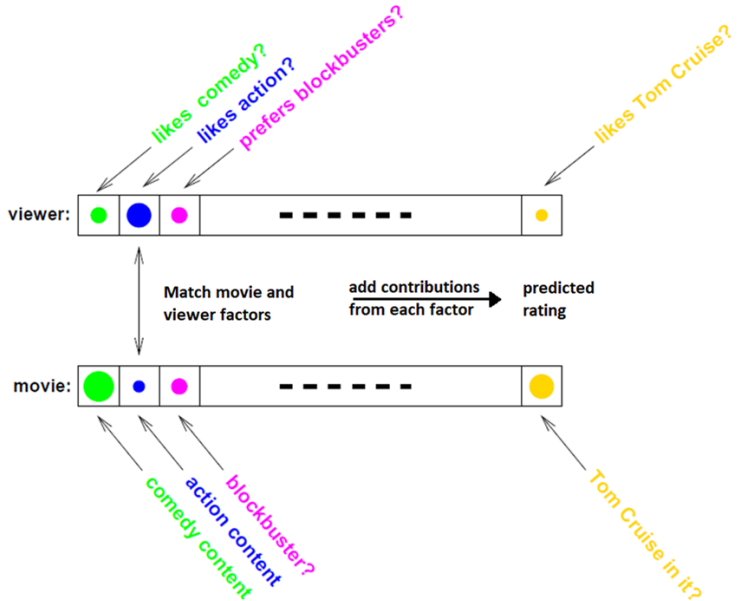 likes comedy?
likes action?
prefers blockbusters?
likes Tom Cruise?
viewer:
Match movie and
viewer factors
add contributions
from each factor
predicted
rating
movie:
comedy content
action content
blockbuster?
Tom Cruise in it?